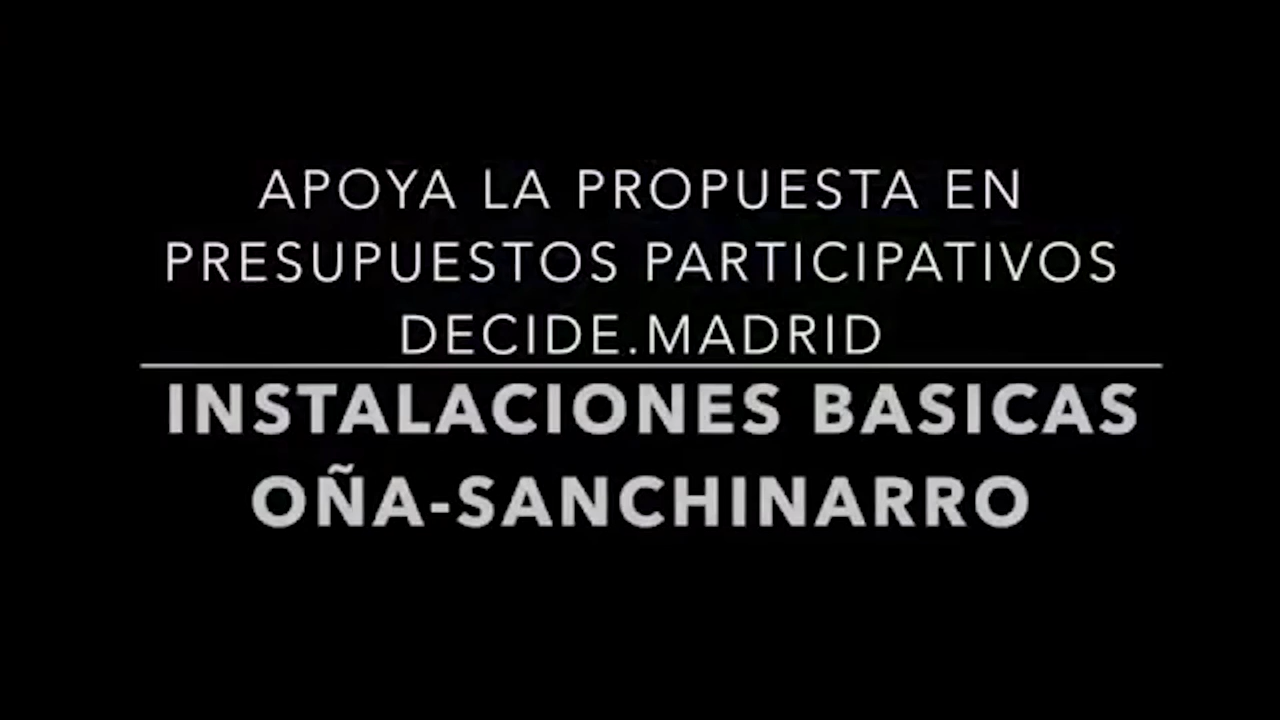 APOYA LA PROPUESTA EN
PRESUPUESTOS PARTICIPATIVOS
DECIDE.MADRID
INSTALACIONES BASICAS
OÑA-SANCHINARRO